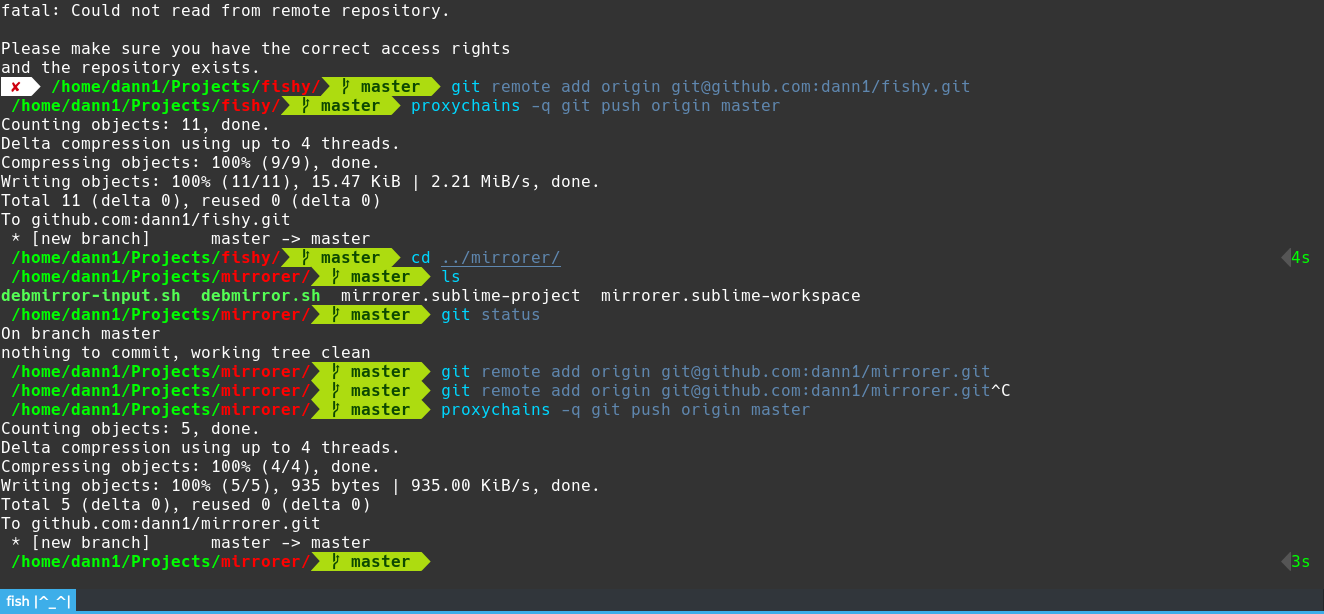 fatal: Could not read from remote repository.
Please make sure you have the correct access rights
and the repository exists.
✘ /home/dann1/Projects/fishy/ master git remote add origin git@github.com:dann1/fishy.git
/home/dann1/Projects/fishy/ master proxychains -q git push origin master
Counting objects: 11, done.
Delta compression using up to 4 threads.
Compressing objects: 100% (9/9), done.
Writing objects: 100% (11/11), 15.47 KiB | 2.21 MiB/s, done.
Total 11 (delta 0), reused 0 (delta 0)
To github.com:dann1/fishy.git
* [new branch]      master -> master
/home/dann1/Projects/fishy/ master cd ../mirrorer/ 4s
/home/dann1/Projects/mirrorer/ master ls
debmirror-input.sh  debmirror.sh  mirrorer.sublime-project  mirrorer.sublime-workspace
/home/dann1/Projects/mirrorer/ master git status
On branch master
nothing to commit, working tree clean
/home/dann1/Projects/mirrorer/ master git remote add origin git@github.com:dann1/mirrorer.git
/home/dann1/Projects/mirrorer/ master git remote add origin git@github.com:dann1/mirrorer.git^C
/home/dann1/Projects/mirrorer/ master proxychains -q git push origin master
Counting objects: 5, done.
Delta compression using up to 4 threads.
Compressing objects: 100% (4/4), done.
Writing objects: 100% (5/5), 935 bytes | 935.00 KiB/s, done.
Total 5 (delta 0), reused 0 (delta 0)
To github.com:dann1/mirrorer.git
* [new branch]      master -> master
/home/dann1/Projects/mirrorer/ master 3s
fish |^_^|